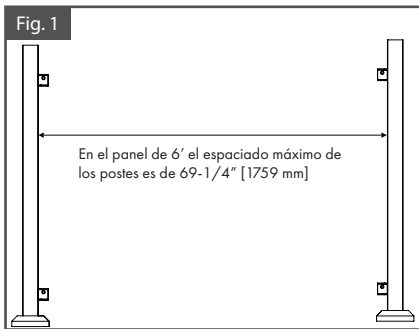 Fig. 1
En el panel de 6’ el espaciado máximo de
los postes es de 69-1/4” [1759 mm]